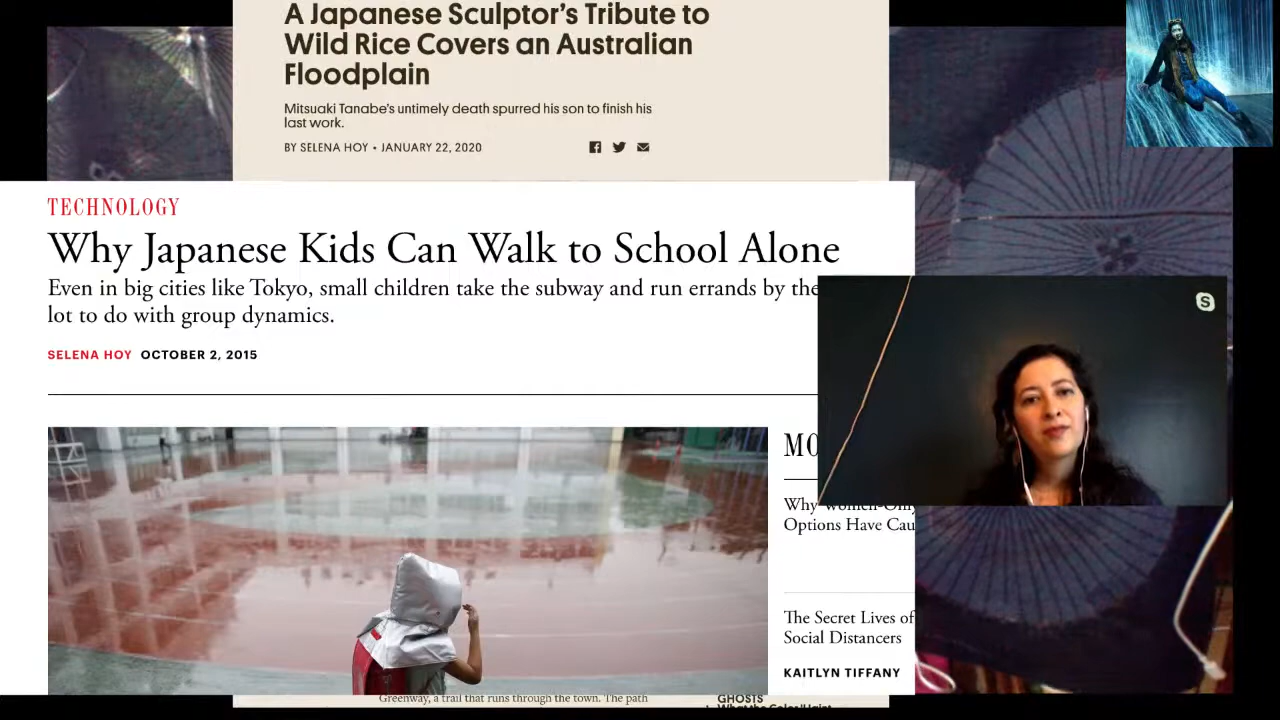 A Japanese Sculptor's Tribute to
Wild Rice Covers an Australian
Floodplain
Mitsuaki Tanabe's untimely death spurred his son to finish his
last work.
BY SELENA HOY • JANUARY 22, 2020
TECHNOLOGY
Why Japanese Kids Can Walk to School Alone
Even in big cities like Tokyo, small children take the subway and run errands by the
lot to do with group dynamics.
SELENA HOY OCTOBER 2, 2015
MO
Why Women-Only
Options Have Cau
The Secret Lives of
Social Distancers
KAITLYN TIFFANY
Greenway, a trail that runs through the town. The path
GHOSTS